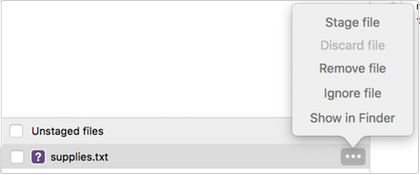 Stage file
Discard file
Remove file
Ignore file
Show in Finder
Unstaged files
? supplies.txt